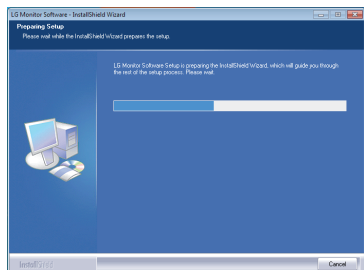 LG Monitor Software - InstallShield Wizard
Preparing Setup
Please wait while the InstallShield Wizard prepares the setup.
LG Monitor Software Setup is preparing the InstallShield Wizard, which will guide you through
the rest of the setup process. Please wait.
InstallShield
Cancel